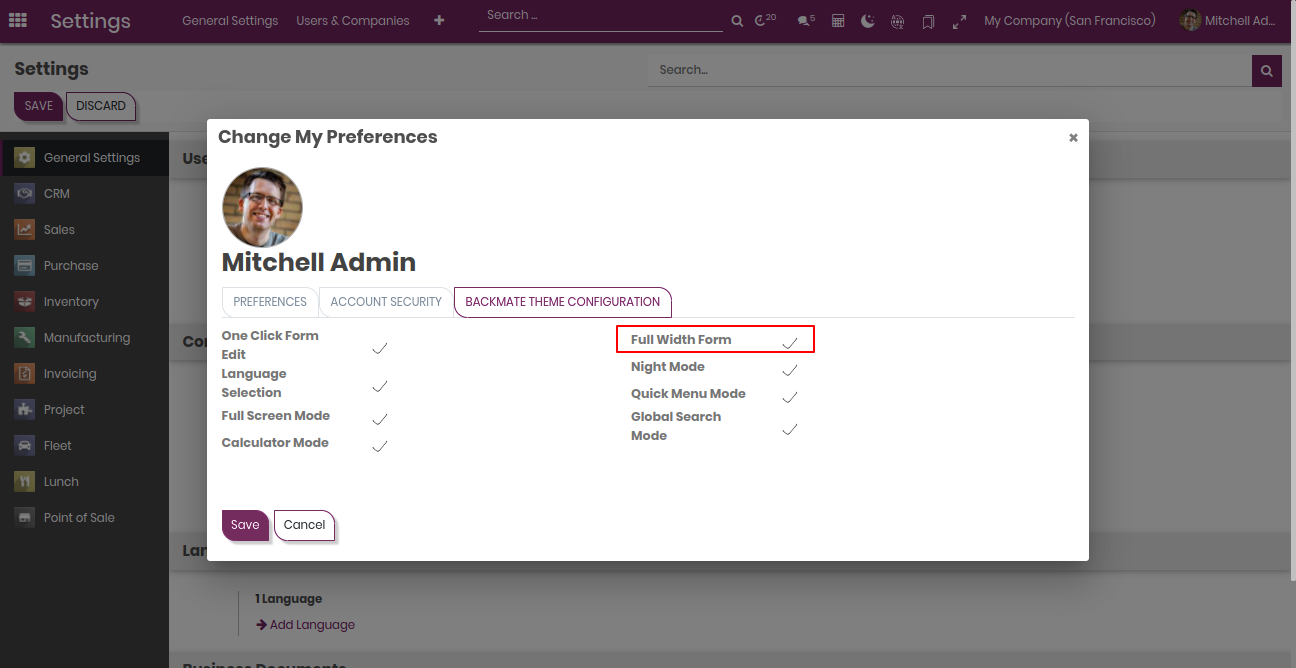 Settings
General Settings
Users & Companies
+
Search ...
20
5
My Company (San Francisco)
Mitchell Ad...
Settings
Search...
SAVE
DISCARD
General Settings
CRM
Sales
Purchase
Inventory
Manufacturing
Invoicing
Project
Fleet
Lunch
Point of Sale
Change My Preferences
×
Mitchell Admin
PREFERENCES
ACCOUNT SECURITY
BACKMATE THEME CONFIGURATION
One Click Form
Edit
Language
Selection
Full Screen Mode
Calculator Mode
Full Width Form
Night Mode
Quick Menu Mode
Global Search
Mode
Save
Cancel
1 Language
Add Language
Business Documents